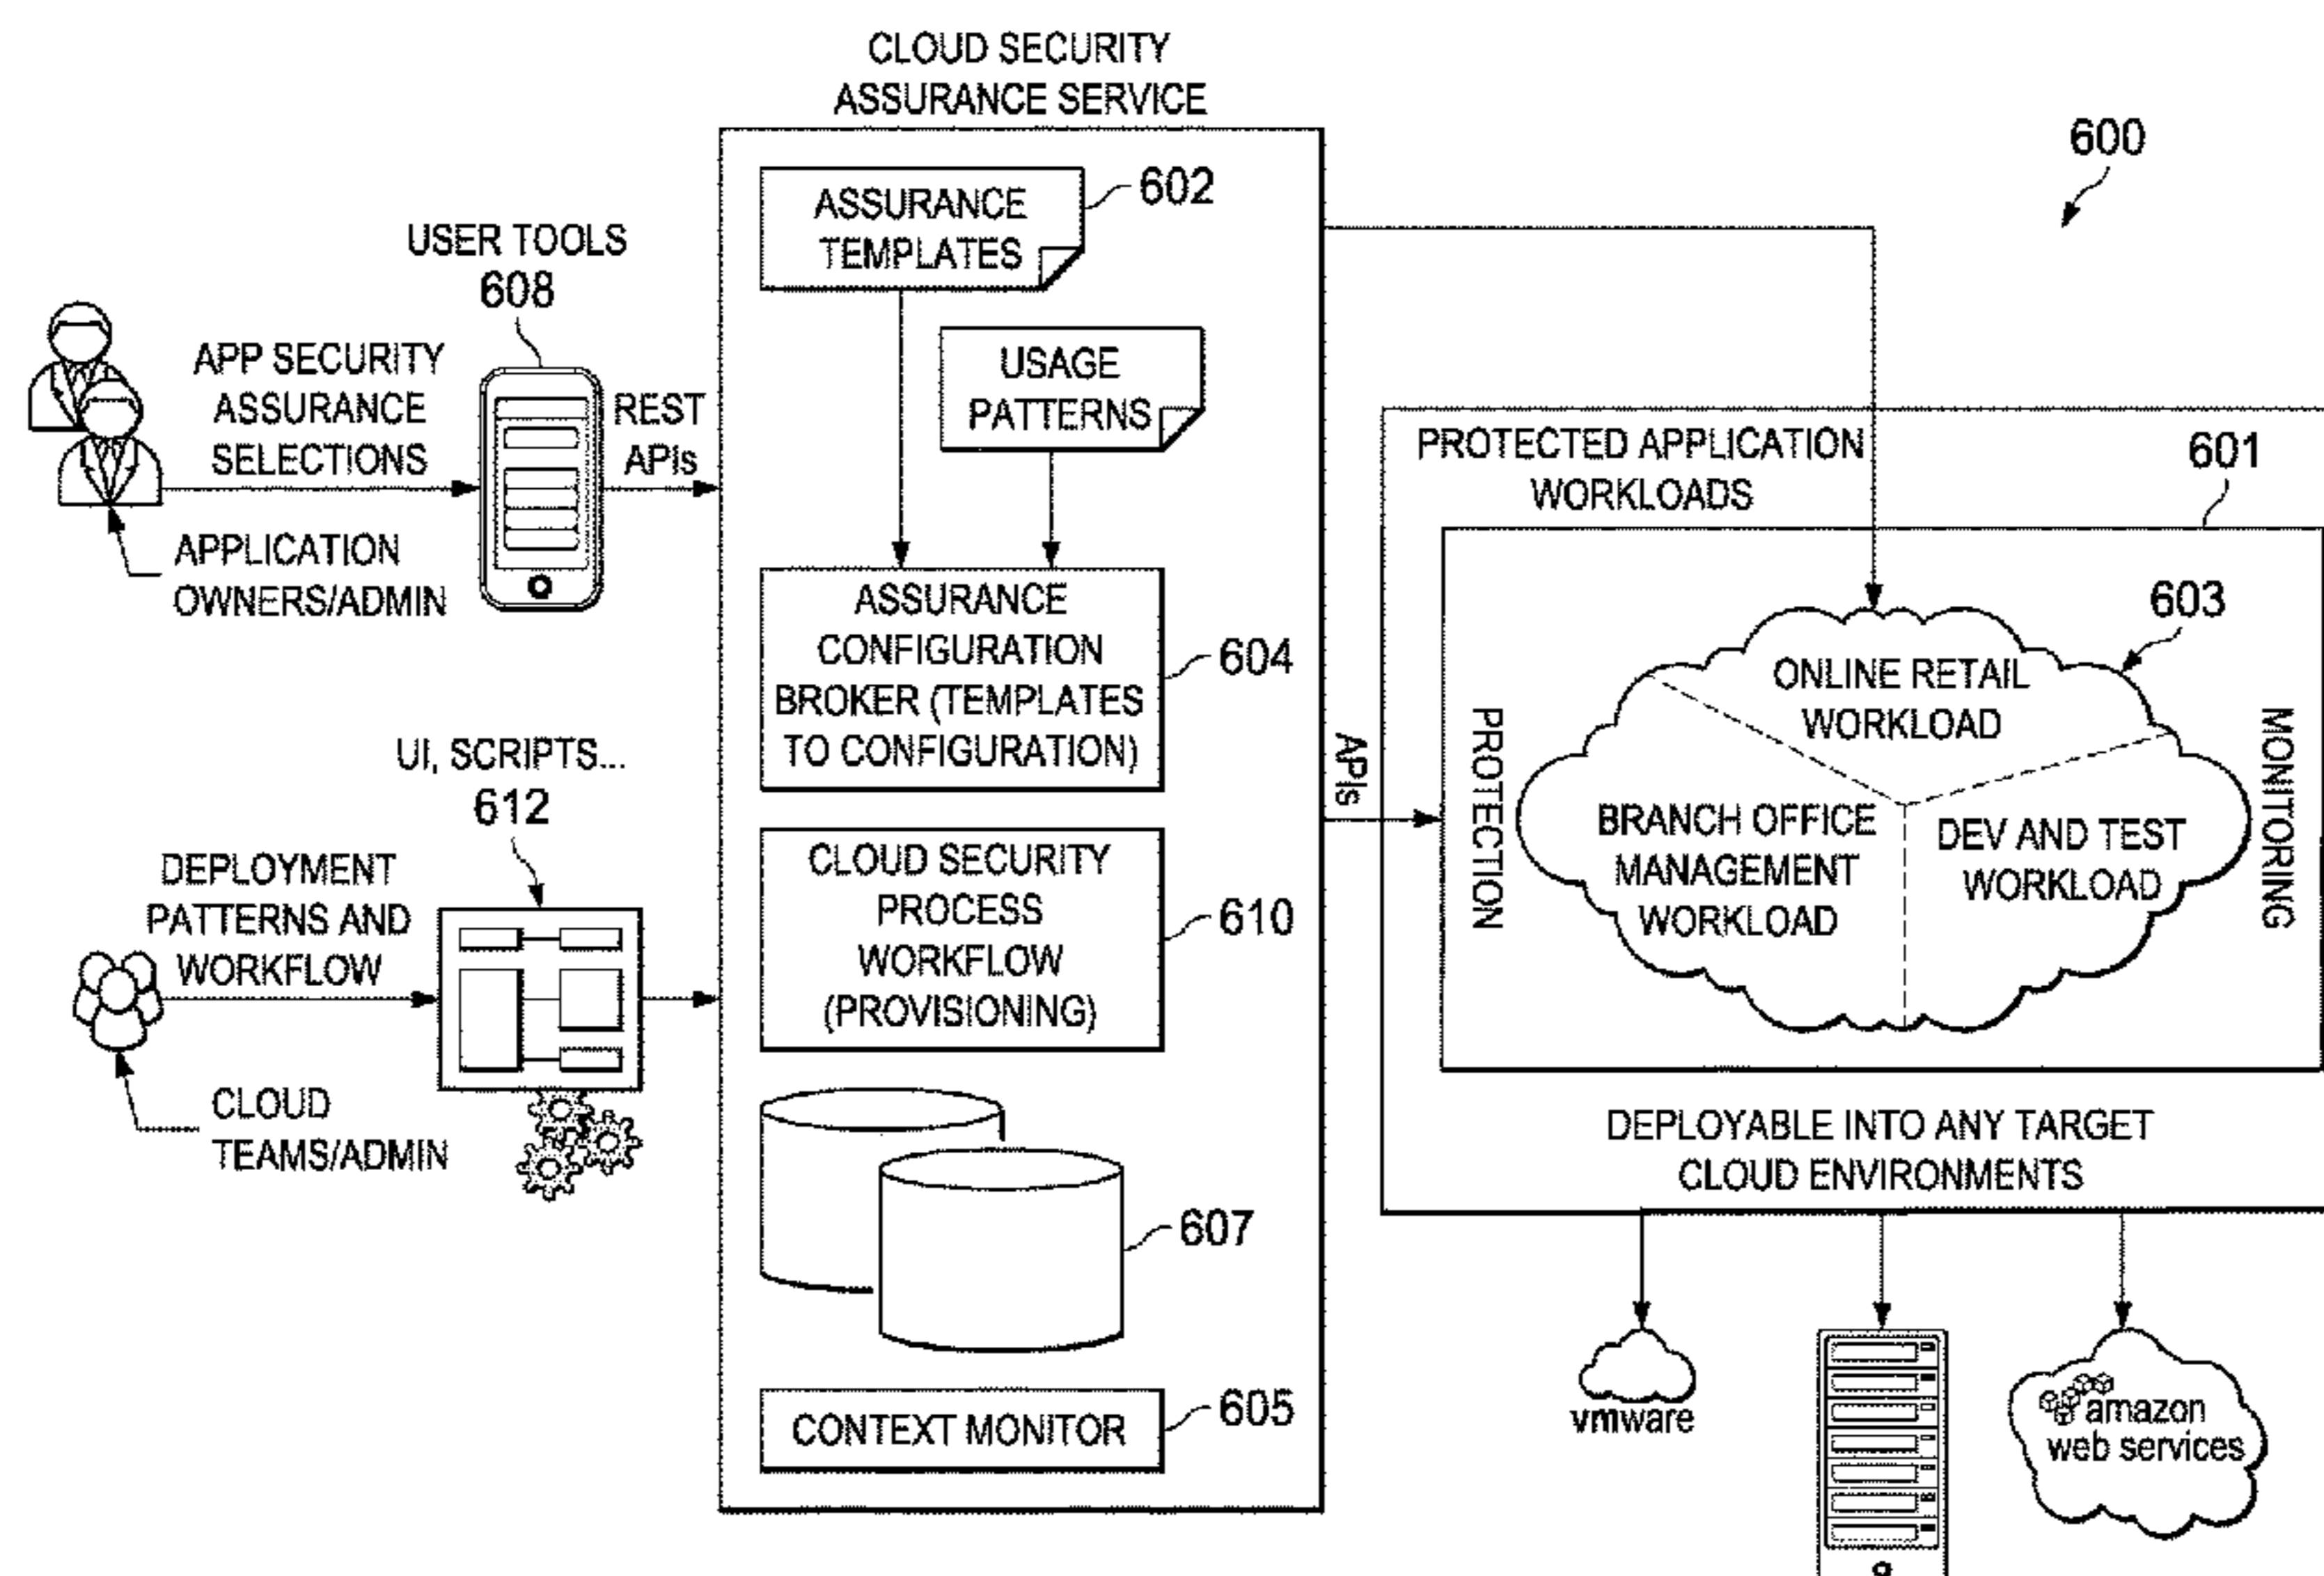 CLOUD SECURITY
ASSURANCE SERVICE
600
ASSURANCE
TEMPLATES
602
USER TOOLS
608
APP SECURITY
ASSURANCE
SELECTIONS
REST
APIs
USAGE
PATTERNS
APPLICATION
OWNERS/ADMIN
ASSURANCE
CONFIGURATION
BROKER (TEMPLATES
TO CONFIGURATION)
604
UI, SCRIPTS...
612
DEPLOYMENT
PATTERNS AND
WORKFLOW
CLOUD
TEAMS/ADMIN
CLOUD SECURITY
PROCESS
WORKFLOW
(PROVISIONING)
610
607
CONTEXT MONITOR
605
APIs
PROTECTED APPLICATION
WORKLOADS
601
603
PROTECTION
ONLINE RETAIL
WORKLOAD
BRANCH OFFICE
MANAGEMENT
WORKLOAD
DEV AND TEST
WORKLOAD
MONITORING
DEPLOYABLE INTO ANY TARGET
CLOUD ENVIRONMENTS
vmware
amazon
web services